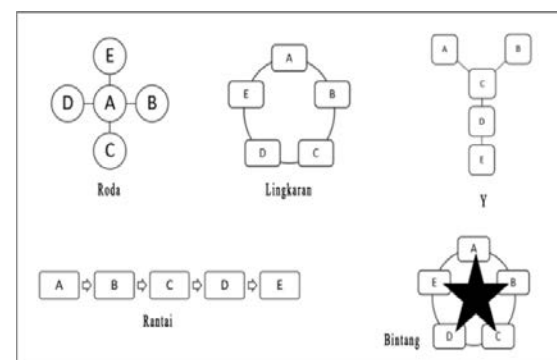 E
D A B
C
Roda
A
E B
D C
Lingkaran
A B
C
D
E
Y
A B C D E
Rantai
A
E B
D C
Bintang